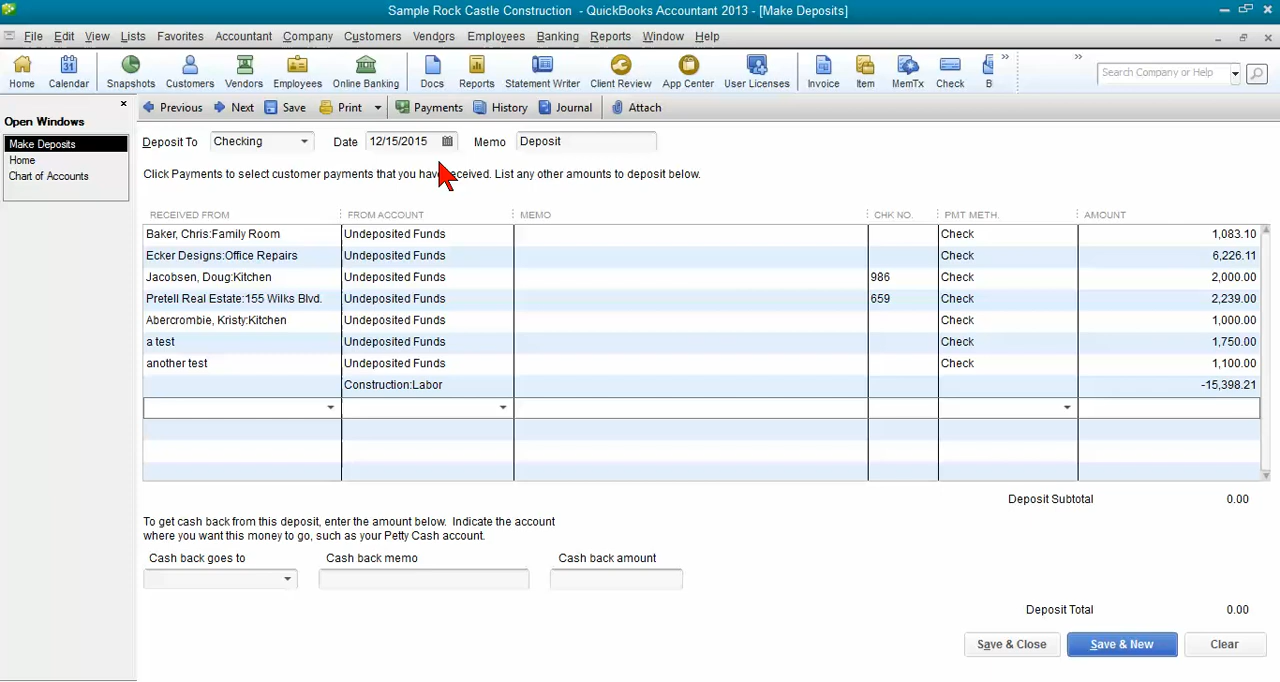 Sample Rock Castle Construction - QuickBooks Accountant 2013 - [Make Deposits]
File Edit View Lists Favorites Accountant Company Customers Vendors Employees Banking Reports Window Help
Home Calendar Snapshots Customers Vendors Employees Online Banking Docs Reports Statement Writer Client Review App Center User Licenses Invoice Item MemTx Check B » » Search Company or Help
Previous Next Save Print Payments History Journal Attach
Open Windows
Make Deposits
Home
Chart of Accounts
Deposit To Checking Date 12/15/2015 Memo Deposit
Click Payments to select customer payments that you have received. List any other amounts to deposit below.
RECEIVED FROM FROM ACCOUNT MEMO CHK NO. PMT METH. AMOUNT
Baker, Chris:Family Room Undeposited Funds Check 1,083.10
Ecker Designs:Office Repairs Undeposited Funds Check 6,226.11
Jacobsen, Doug:Kitchen Undeposited Funds 986 Check 2,000.00
Pretell Real Estate:155 Wilks Blvd. Undeposited Funds 659 Check 2,239.00
Abercrombie, Kristy:Kitchen Undeposited Funds Check 1,000.00
a test Undeposited Funds Check 1,750.00
another test Undeposited Funds Check 1,100.00
Construction:Labor -15,398.21
Deposit Subtotal 0.00
To get cash back from this deposit, enter the amount below. Indicate the account
where you want this money to go, such as your Petty Cash account.
Cash back goes to Cash back memo Cash back amount
Deposit Total 0.00
Save & Close Save & New Clear